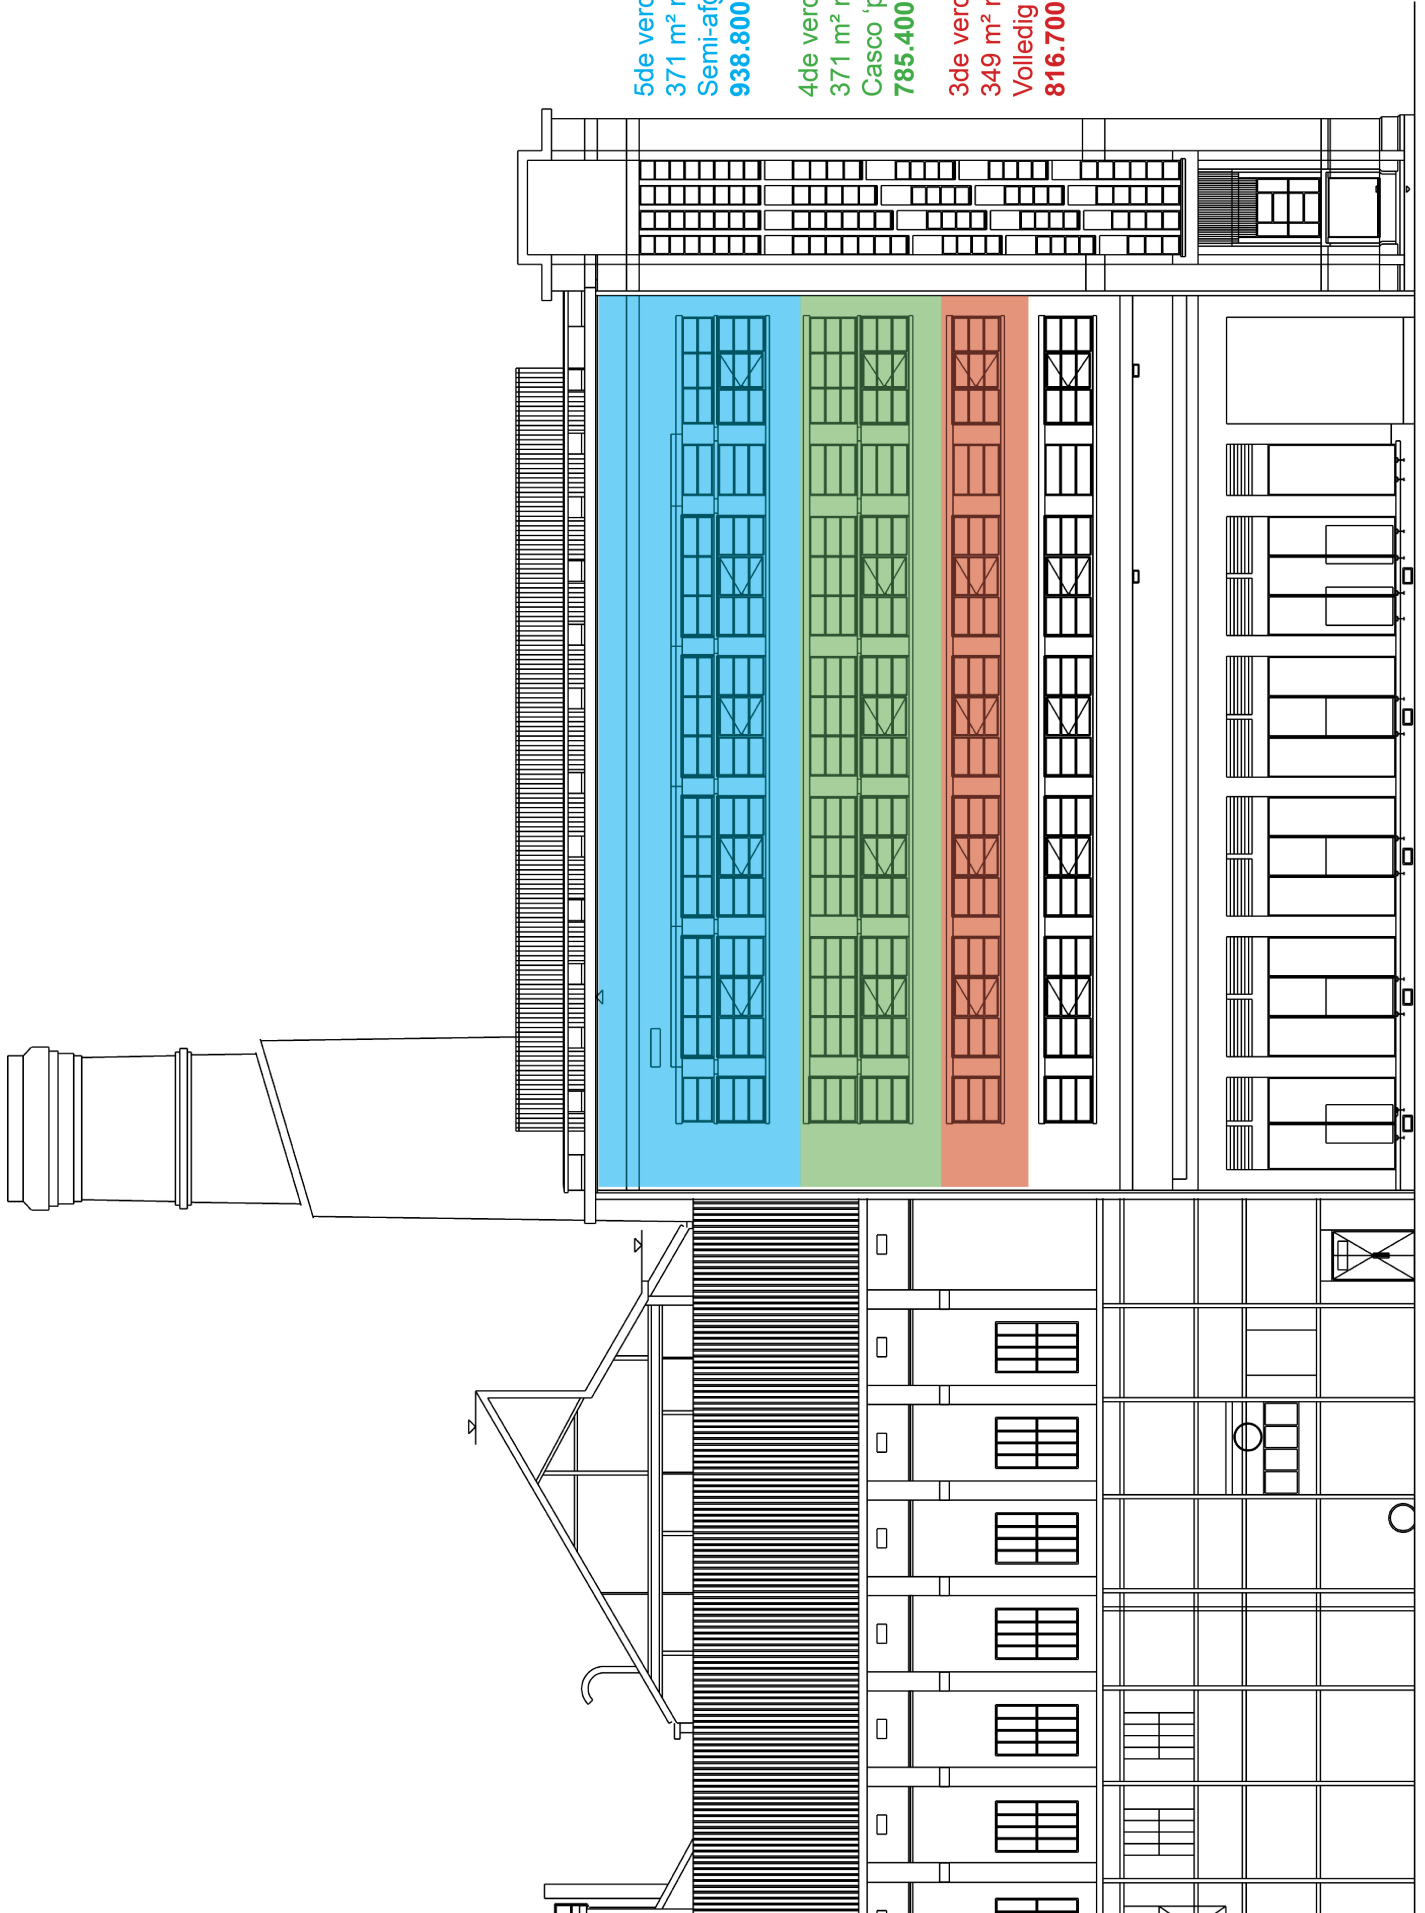 5de verd
371 m² n
Semi-afg
938.800
4de verd
371 m² n
Casco 'p
785.400
3de verd
349 m² n
Volledig
816.700